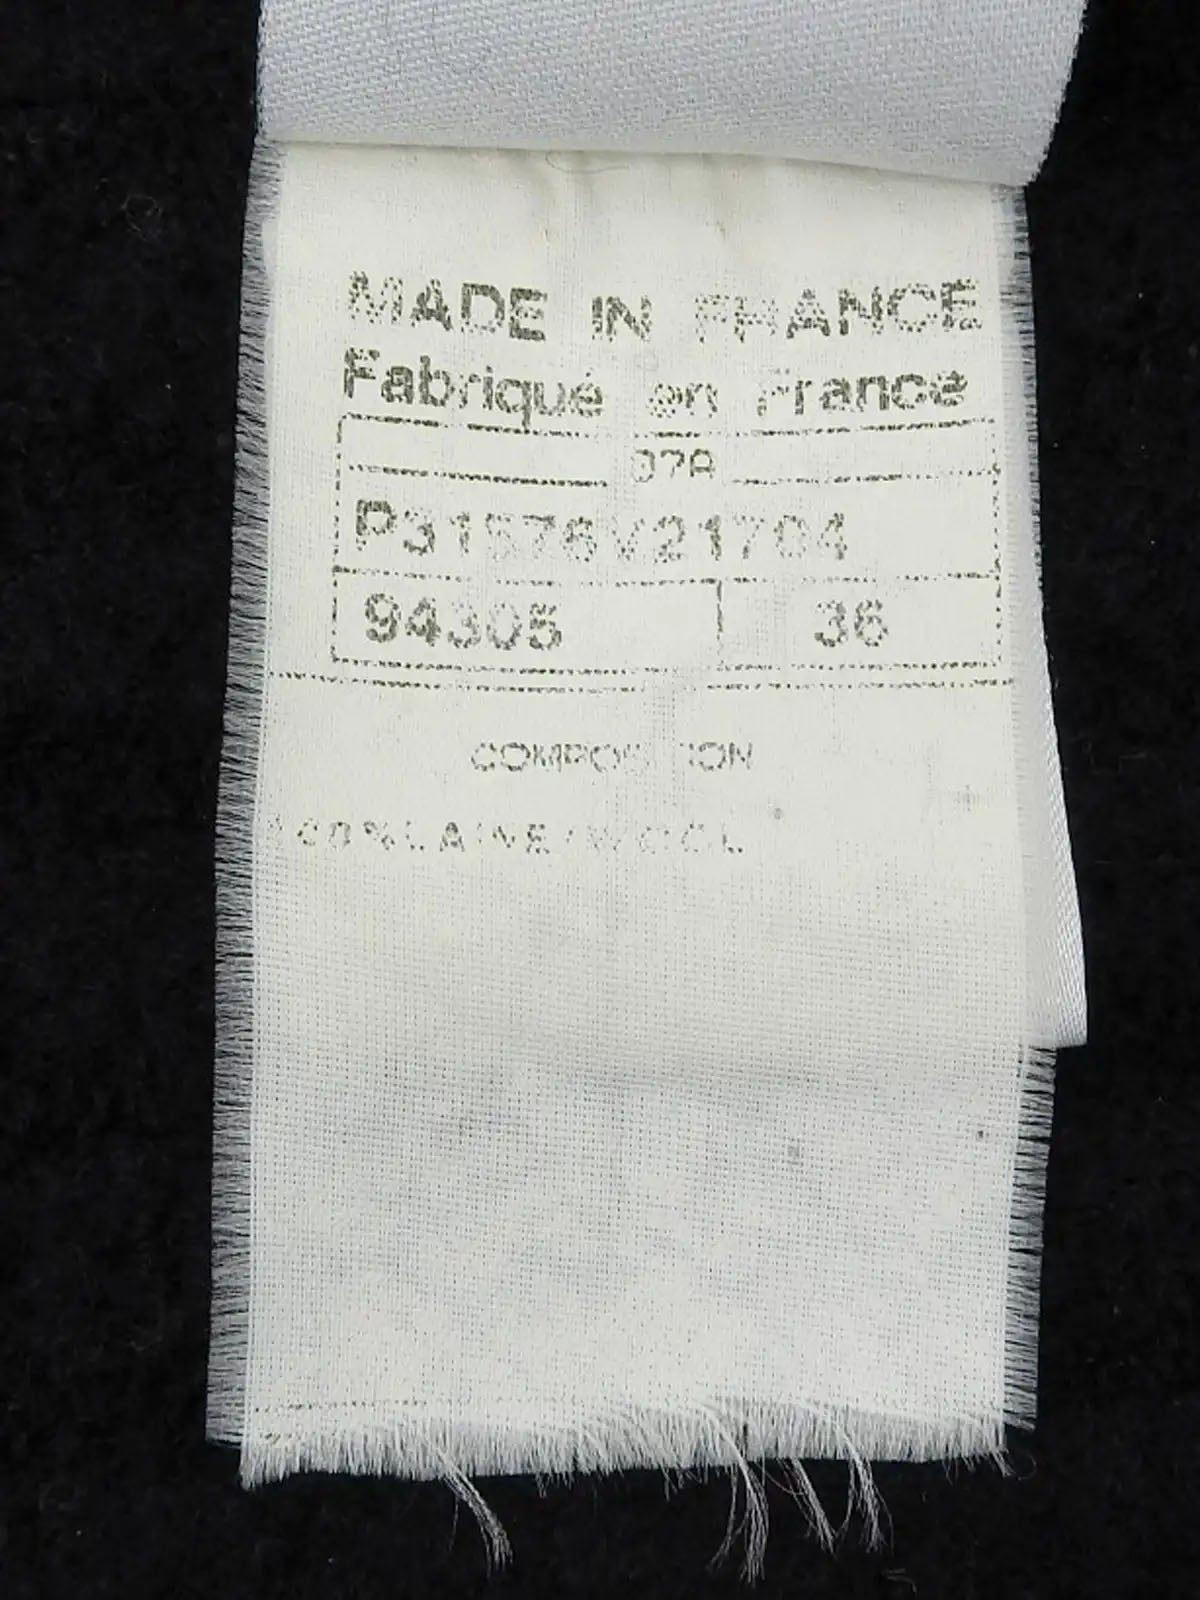 MADE IN FRANCE
Fabriqué en France
07A
P31576V21704
94305 36
COMPOSITION
100%LAINE/WOOL